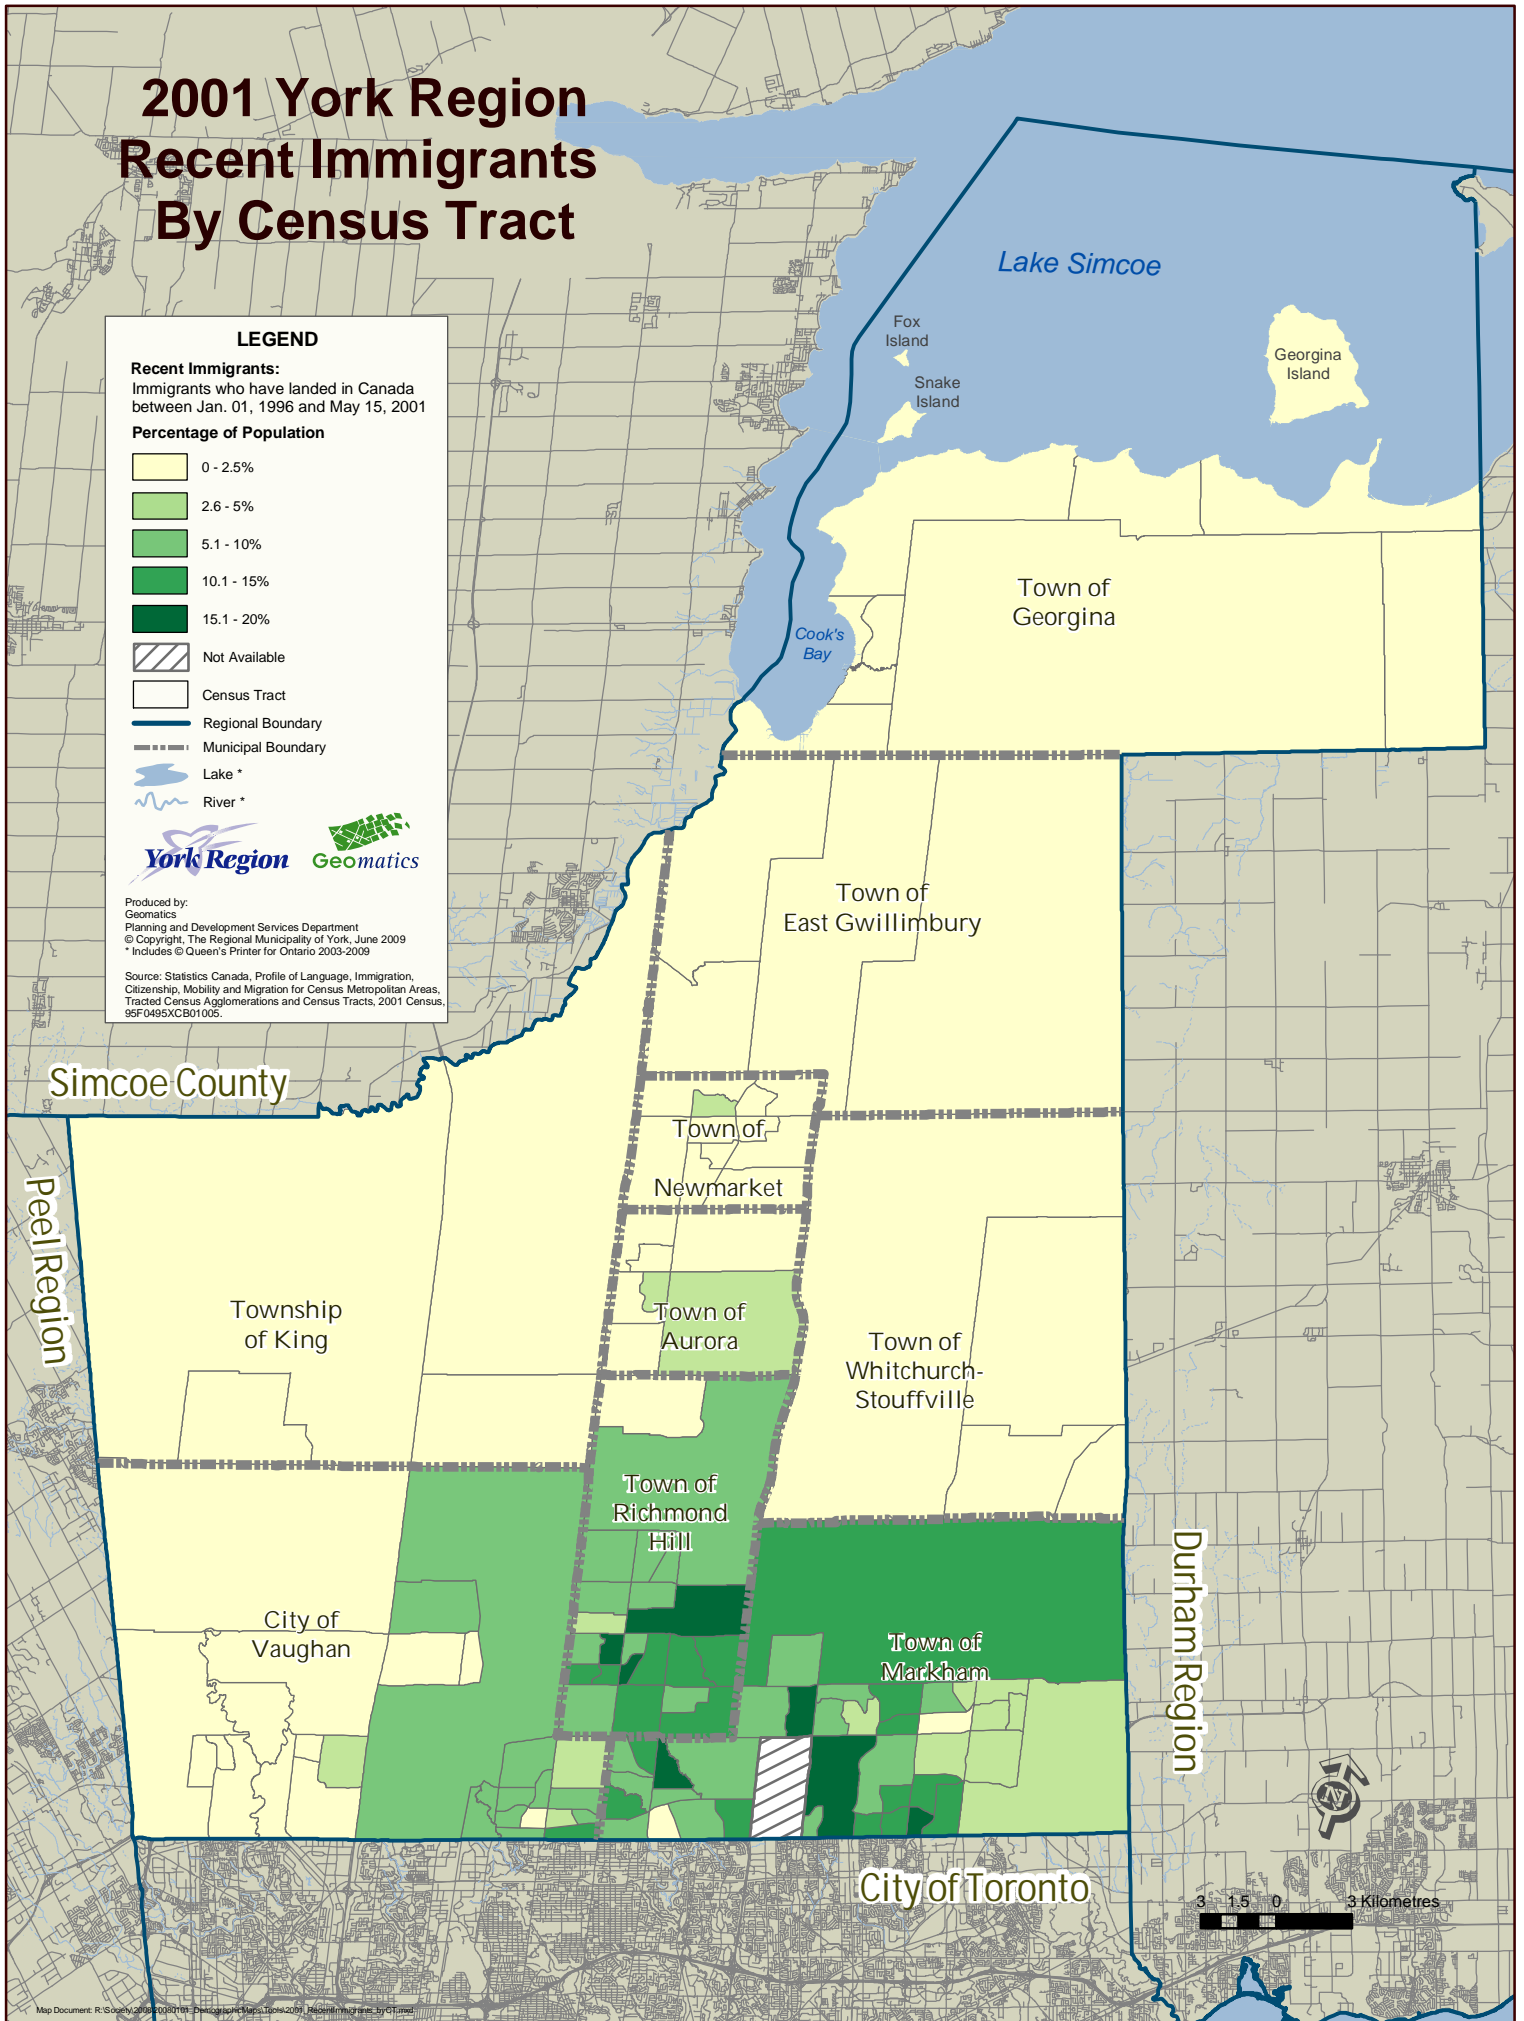 2001 York Region
Recent Immigrants
By Census Tract
LEGEND
Recent Immigrants:
Immigrants who have landed in Canada
between Jan. 01, 1996 and May 15, 2001
Percentage of Population
0 - 2.5%
2.6 - 5%
5.1 - 10%
10.1 - 15%
15.1 - 20%
Not Available
Census Tract
Regional Boundary
Municipal Boundary
Lake *
River *
York Region
Geomatics
Produced by:
Geomatics
Planning and Development Services Department
© Copyright, The Regional Municipality of York, June 2009
* Includes © Queen's Printer for Ontario 2003-2009
Source: Statistics Canada, Profile of Language, Immigration,
Citizenship, Mobility and Migration for Census Metropolitan Areas,
Tracted Census Agglomerations and Census Tracts, 2001 Census,
95F0495XCB01005.
Lake Simcoe
Fox
Island
Snake
Island
Georgina
Island
Cook's
Bay
Town of
Georgina
Town of
East Gwillimbury
Simcoe County
Town of
Newmarket
Peel Region
Township
of King
Town of
Aurora
Town of
Whitchurch-
Stouffville
Town of
Richmond
Hill
City of
Vaughan
Town of
Markham
Durham Region
N
City of Toronto
3 1.5 0 3 Kilometres
Map Document: R:\Society\2008\20080101_DemographicMaps\Tools\2001_RecentImmigrants_byCT.mxd